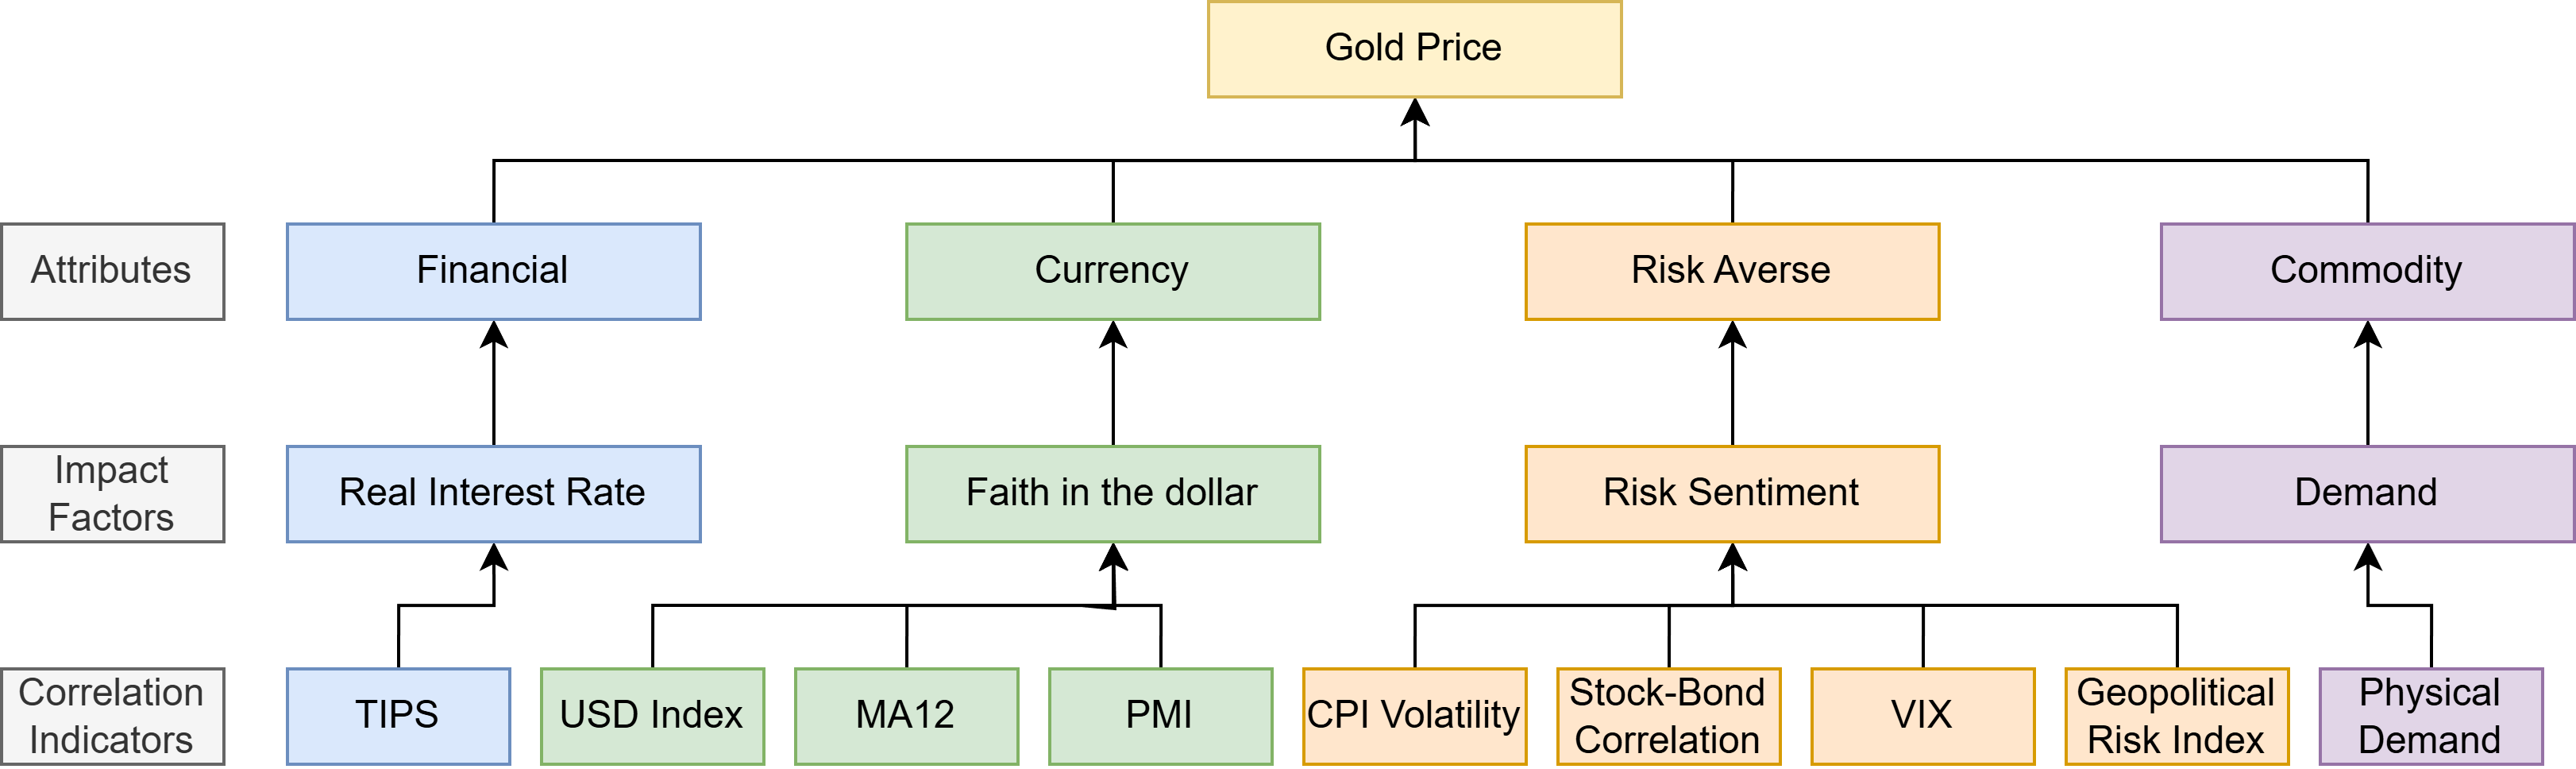 Gold Price
Attributes
Financial
Currency
Risk Averse
Commodity
Impact
Factors
Real Interest Rate
Faith in the dollar
Risk Sentiment
Demand
Correlation
Indicators
TIPS
USD Index
MA12
PMI
CPI Volatility
Stock-Bond
Correlation
VIX
Geopolitical
Risk Index
Physical
Demand